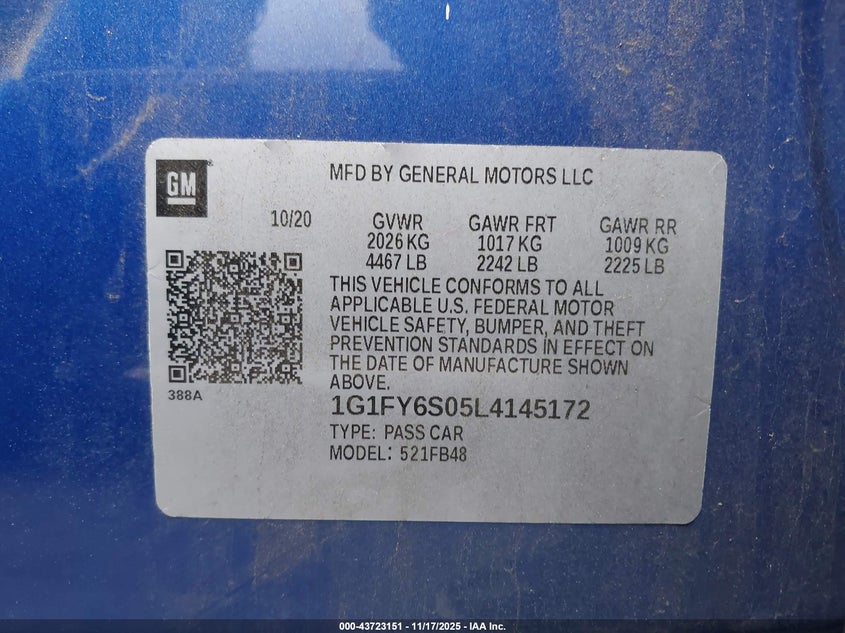 GM
MFD BY GENERAL MOTORS LLC
10/20 GVWR GAWR FRT GAWR RR
2026 KG 1017 KG 1009 KG
4467 LB 2242 LB 2225 LB
THIS VEHICLE CONFORMS TO ALL
APPLICABLE U.S. FEDERAL MOTOR
VEHICLE SAFETY, BUMPER, AND THEFT
PREVENTION STANDARDS IN EFFECT ON
THE DATE OF MANUFACTURE SHOWN
ABOVE.
388A
1G1FY6S05L4145172
TYPE: PASS CAR
MODEL: 521FB48
000-43723151 - 11/17/2025 - IAA Inc.